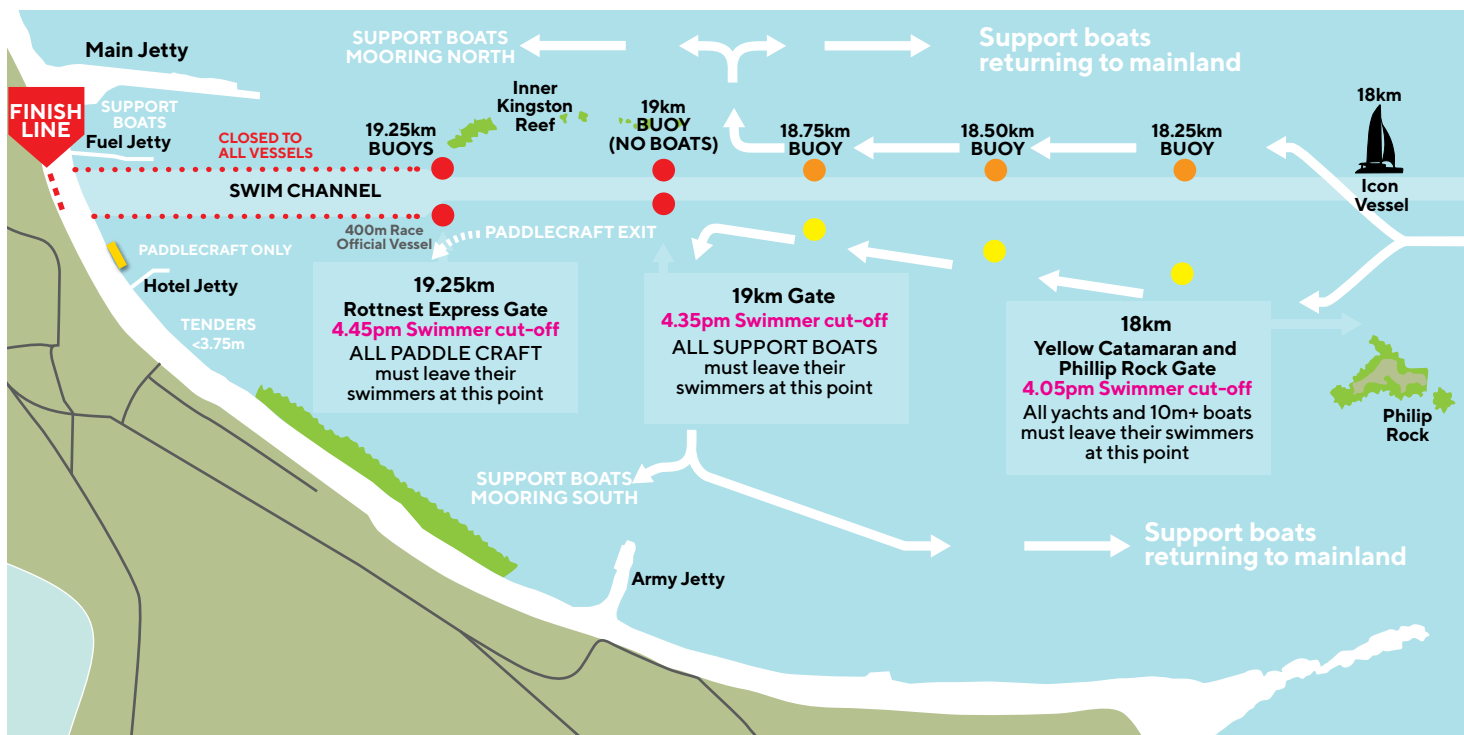 Main Jetty
SUPPORT BOATS
MOORING NORTH
Support boats
returning to mainland
FINISH
LINE
SUPPORT
BOATS
Fuel Jetty
CLOSED TO
ALL VESSELS
19.25km
BUOYS
Inner
Kingston
Reef
19km
BUOY
(NO BOATS)
18.75km
BUOY
18.50km
BUOY
18.25km
BUOY
18km
Icon
Vessel
SWIM CHANNEL
400m Race
Official Vessel
PADDLECRAFT EXIT
PADDLECRAFT ONLY
Hotel Jetty
TENDERS
<3.75m
19.25km
Rottnest Express Gate
4.45pm Swimmer cut-off
ALL PADDLE CRAFT
must leave their
swimmers at this point
19km Gate
4.35pm Swimmer cut-off
ALL SUPPORT BOATS
must leave their
swimmers at this point
18km
Yellow Catamaran and
Phillip Rock Gate
4.05pm Swimmer cut-off
All yachts and 10m+ boats
must leave their swimmers
at this point
Philip
Rock
SUPPORT BOATS
MOORING SOUTH
Support boats
returning to mainland
Army Jetty